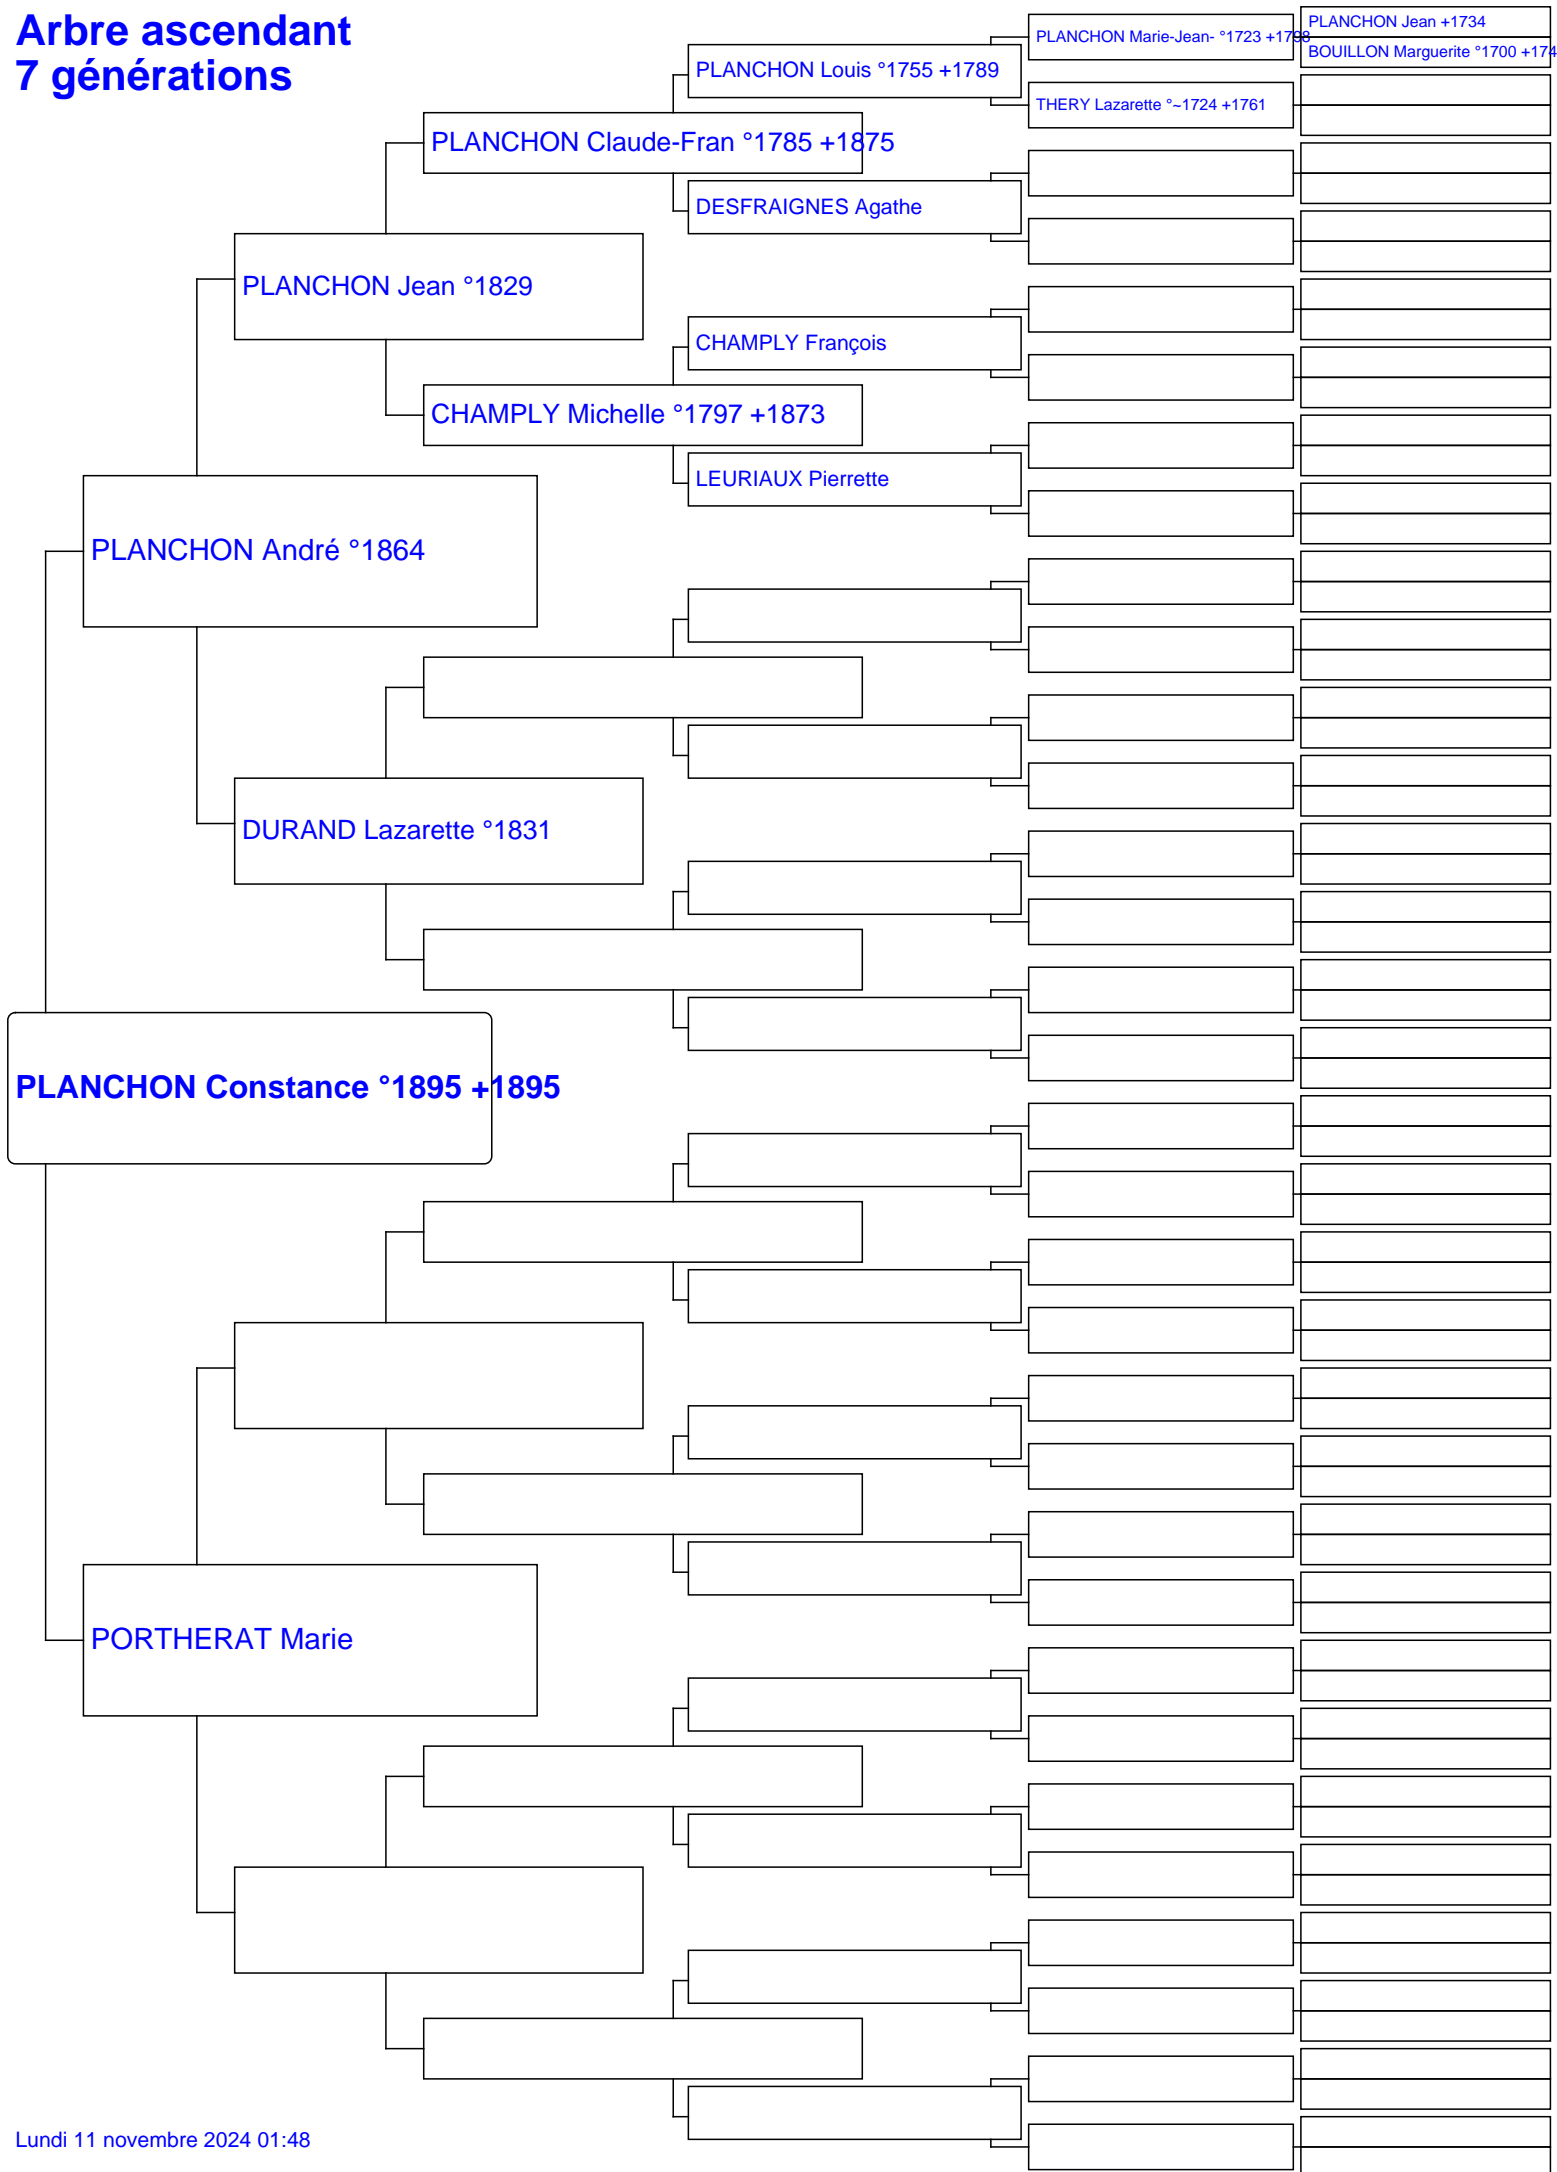 Arbre ascendant
7 générations
PLANCHON Jean +1734
PLANCHON Marie-Jean- °1723 +1798
BOUILLON Marguerite °1700 +174
PLANCHON Louis °1755 +1789
THERY Lazarette °~1724 +1761
PLANCHON Claude-Fran °1785 +1875
DESFRAIGNES Agathe
PLANCHON Jean °1829
CHAMPLY François
CHAMPLY Michelle °1797 +1873
LEURIAUX Pierrette
PLANCHON André °1864
DURAND Lazarette °1831
PLANCHON Constance °1895 +1895
PORTHERAT Marie
Lundi 11 novembre 2024 01:48